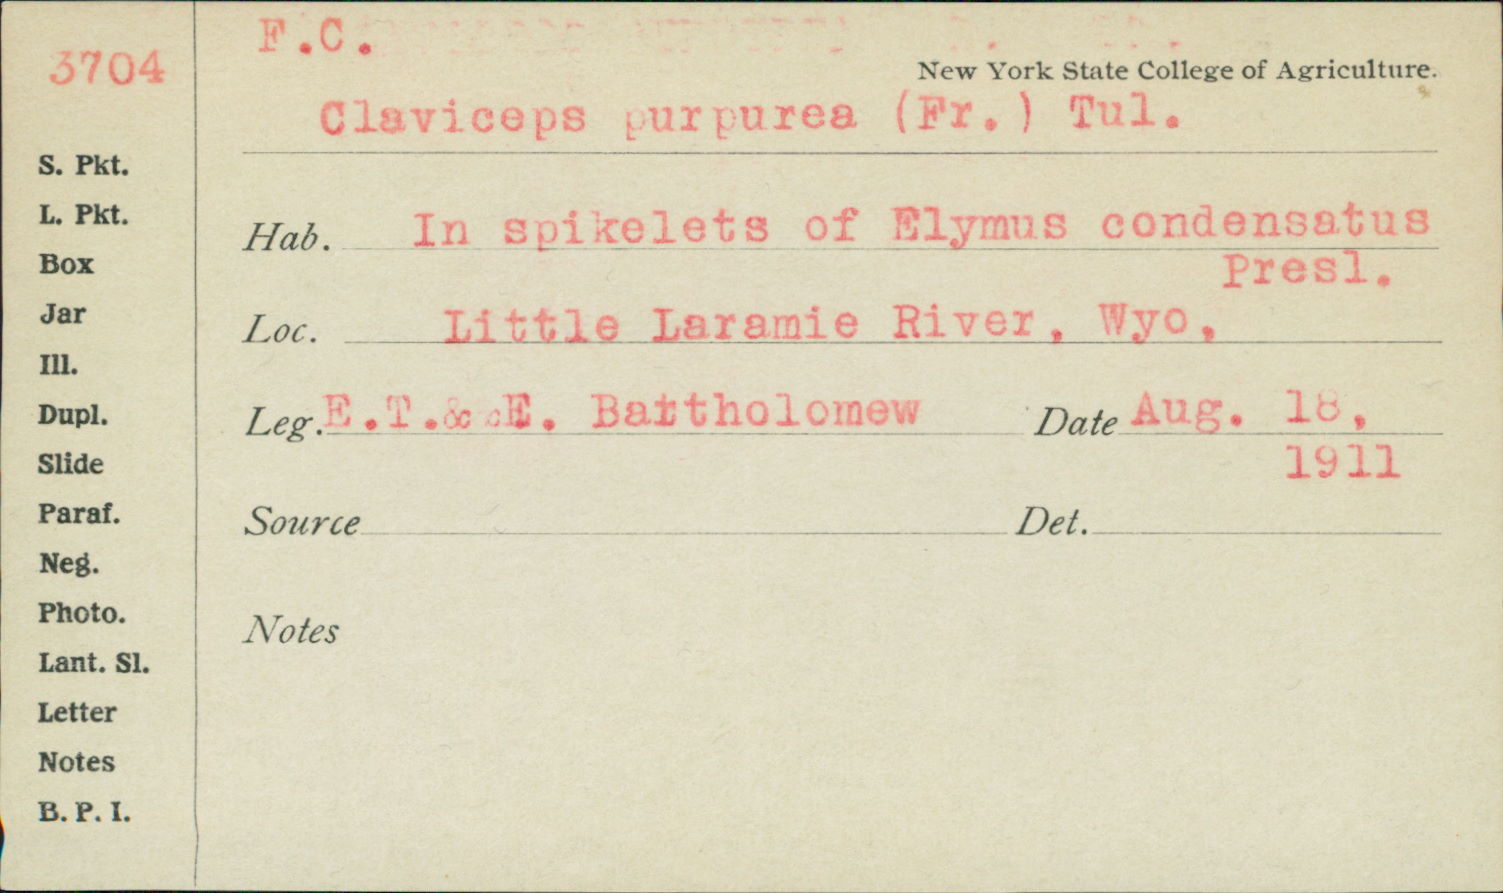 F.C.
3704
New York State College of Agriculture.
Claviceps purpurea (Fr.) Tul.
S. Pkt.
L. Pkt.
Hab. In spikelets of Elymus condensatus
Presl.
Box
Jar
Loc. Little Laramie River, Wyo,
Ill.
Dupl.
Leg. E.T.& E. Bartholomew Date Aug. 18,
1911
Slide
Paraf.
Source Det.
Neg.
Photo.
Notes
Lant. Sl.
Letter
Notes
B. P. I.